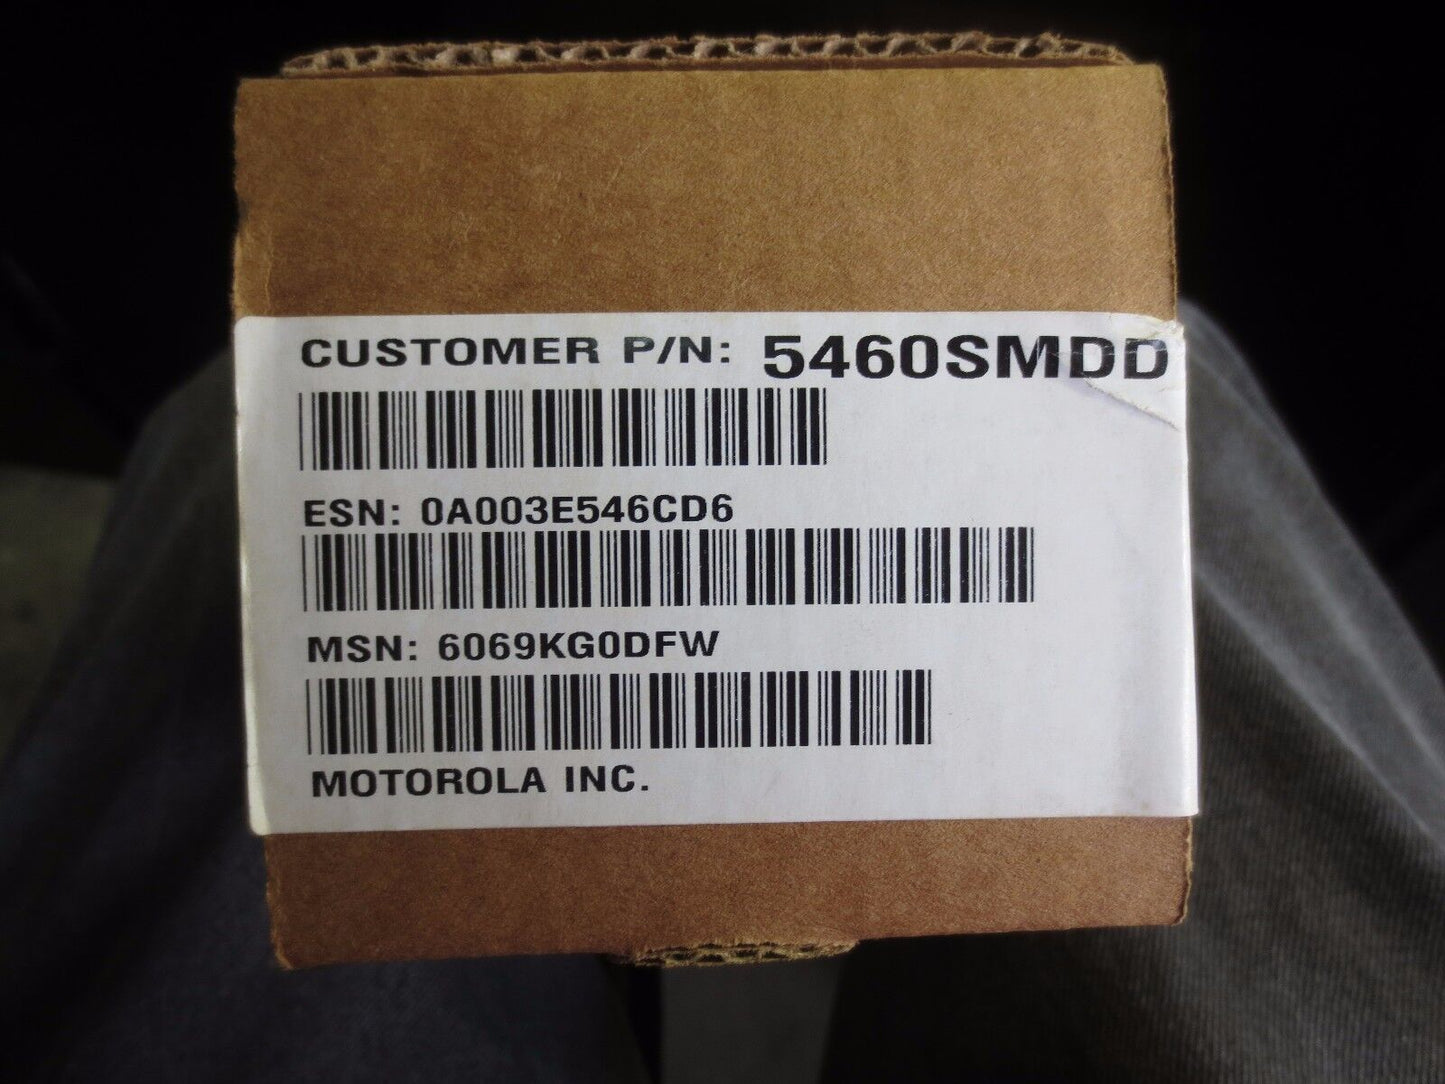 CUSTOMER P/N: 5460SMDD
ESN: 0A003E546CD6
MSN: 6069KG0DFW
MOTOROLA INC.